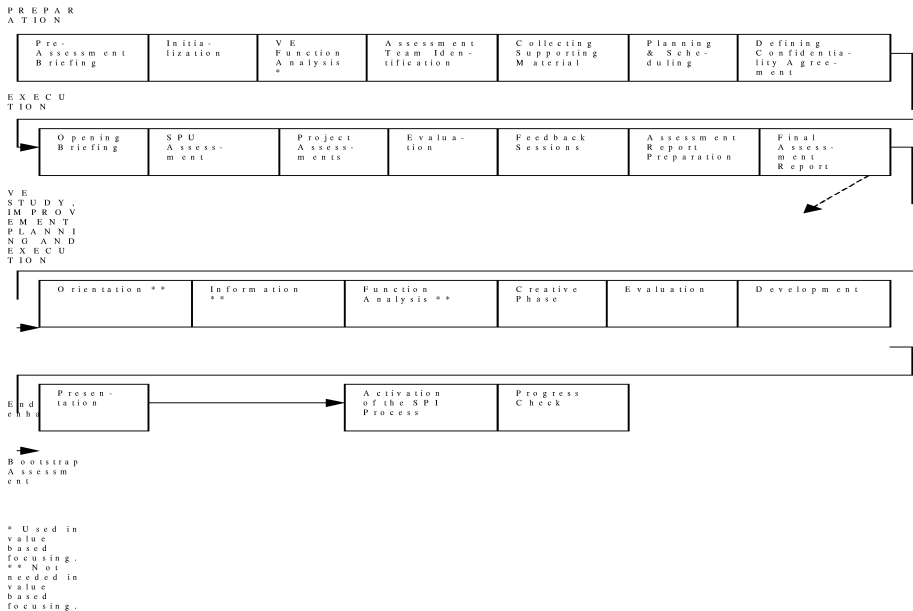 PREPAR
ATION
Pre-
Assessment
Briefing
Initia-
lization
VE
Function
Analysis
*
Assessment
Team Iden-
tification
Collecting
Supporting
Material
Planning
& Sche-
duling
Defining
Confidentia-
lity Agree-
ment
EXECU
TION
Opening
Briefing
SPU
Assess-
ment
Project
Assess-
ments
Evalua-
tion
Feedback
Sessions
Assessment
Report
Preparation
Final
Assess-
ment
Report
VE
STUDY,
IMPROV
EMENT
PLANNI
NG AND
EXECU
TION
Orientation **
Information
**
Function
Analysis **
Creative
Phase
Evaluation
Development
Presen-
tation
Activation
of the SPI
Process
Progress
Check
End
enha
Bootstrap
Assessm
ent
* Used in
value
based
focusing.
** Not
needed in
value
based
focusing.